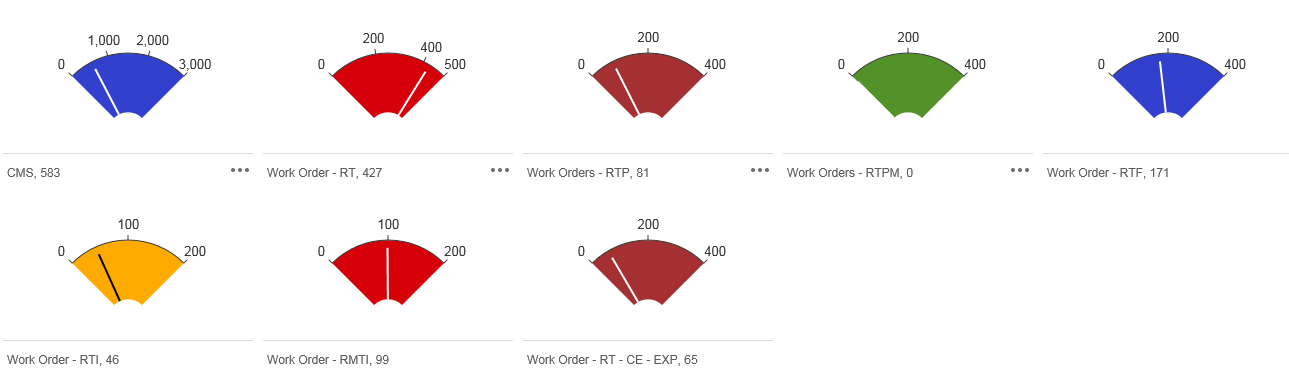 0 1,000 2,000 3,000
0 200 400 500
0 200 400
0 200 400
0 200 400
CMS, 583
Work Order - RT, 427
Work Orders - RTP, 81
Work Orders - RTPM, 0
Work Order - RTF, 171
0 100 200
0 100 200
0 200 400
Work Order - RTI, 46
Work Order - RMTI, 99
Work Order - RT - CE - EXP, 65